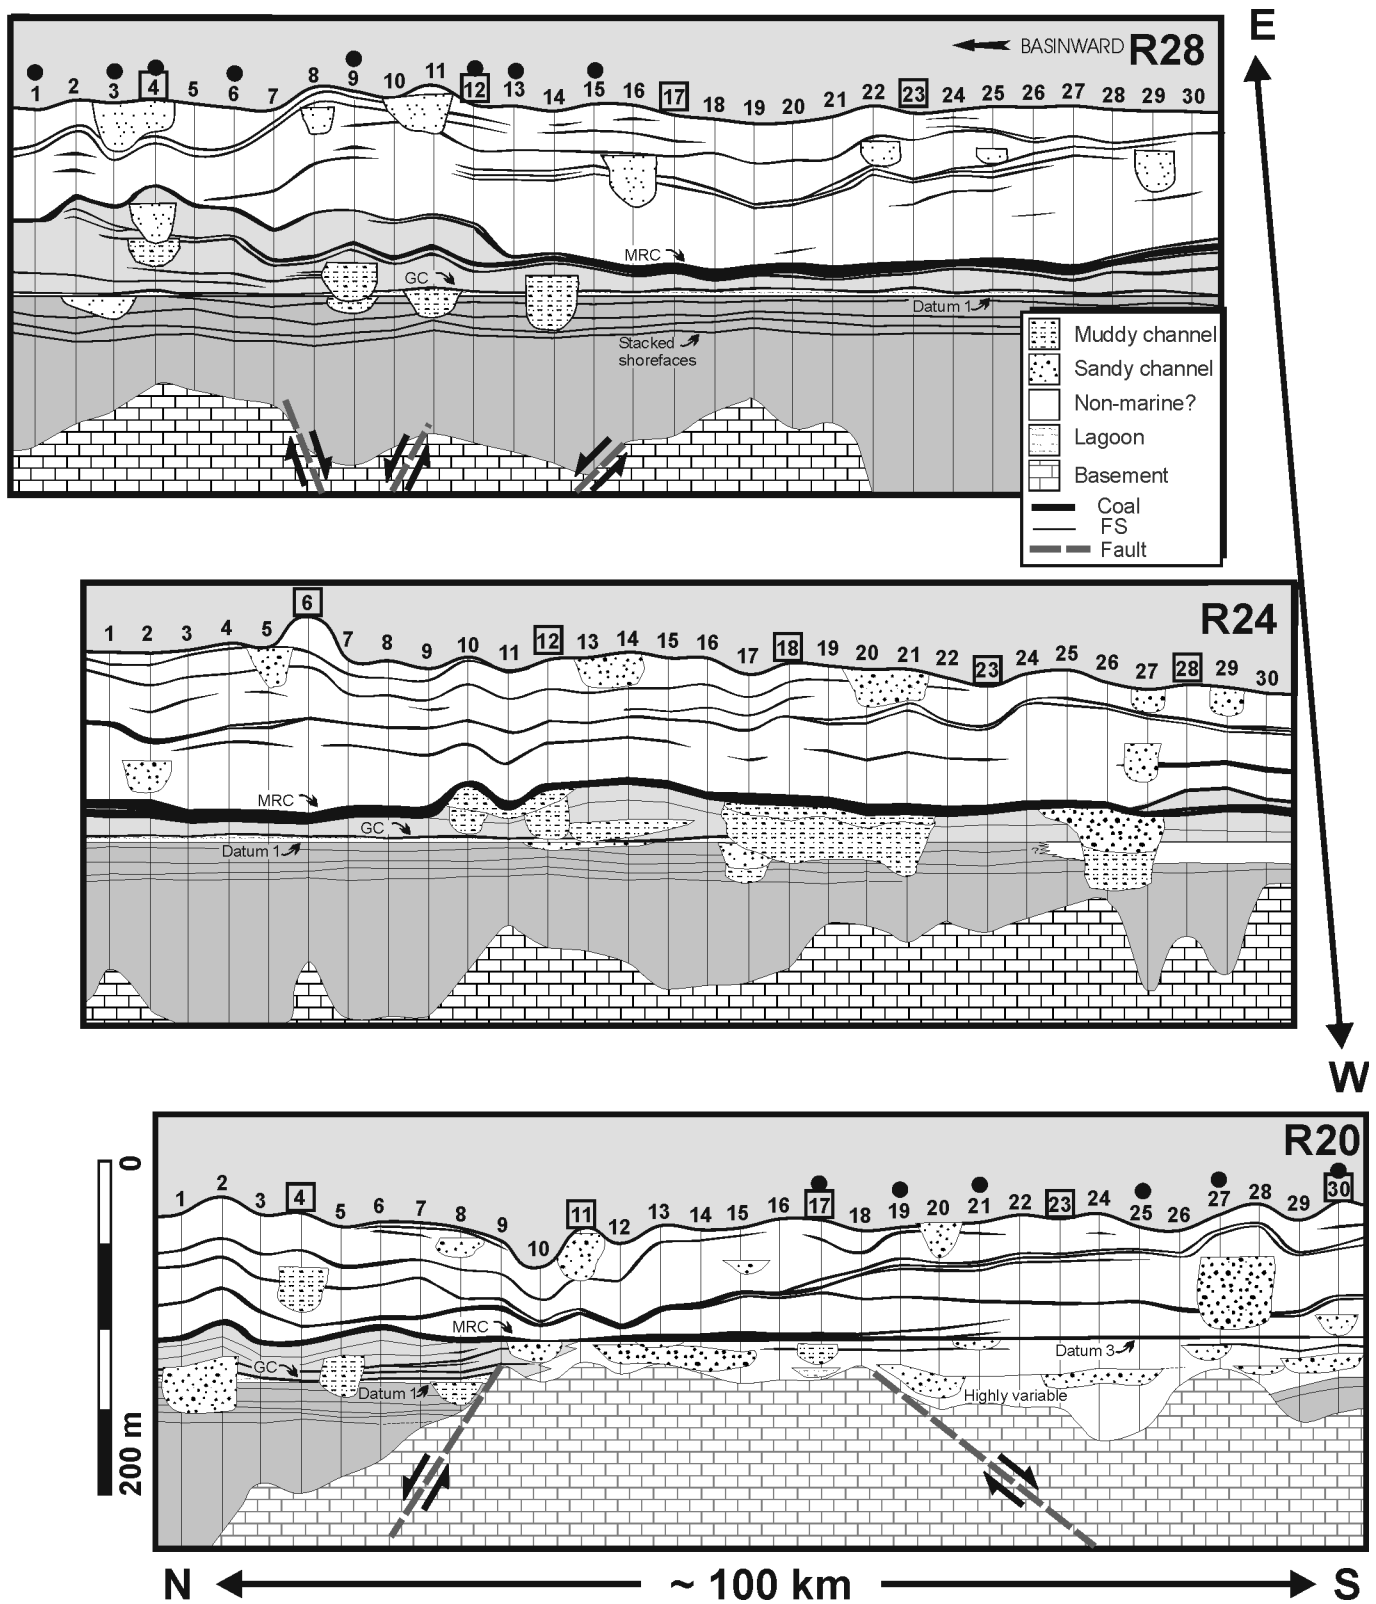 E
BASINWARD R28
1 2 3 4 5 6 7 8 9 10 11 12 13 14 15 16 17 18 19 20 21 22 23 24 25 26 27 28 29 30
MRC
GC
Datum 1
Stacked
shorefaces
Muddy channel
Sandy channel
Non-marine?
Lagoon
Basement
Coal
FS
Fault
R24
1 2 3 4 5 6 7 8 9 10 11 12 13 14 15 16 17 18 19 20 21 22 23 24 25 26 27 28 29 30
MRC
GC
Datum 1
?
W
R20
0
1 2 3 4 5 6 7 8 9 10 11 12 13 14 15 16 17 18 19 20 21 22 23 24 25 26 27 28 29 30
MRC
Datum 3
GC
Datum 1
Highly variable
200 m
N ~ 100 km S